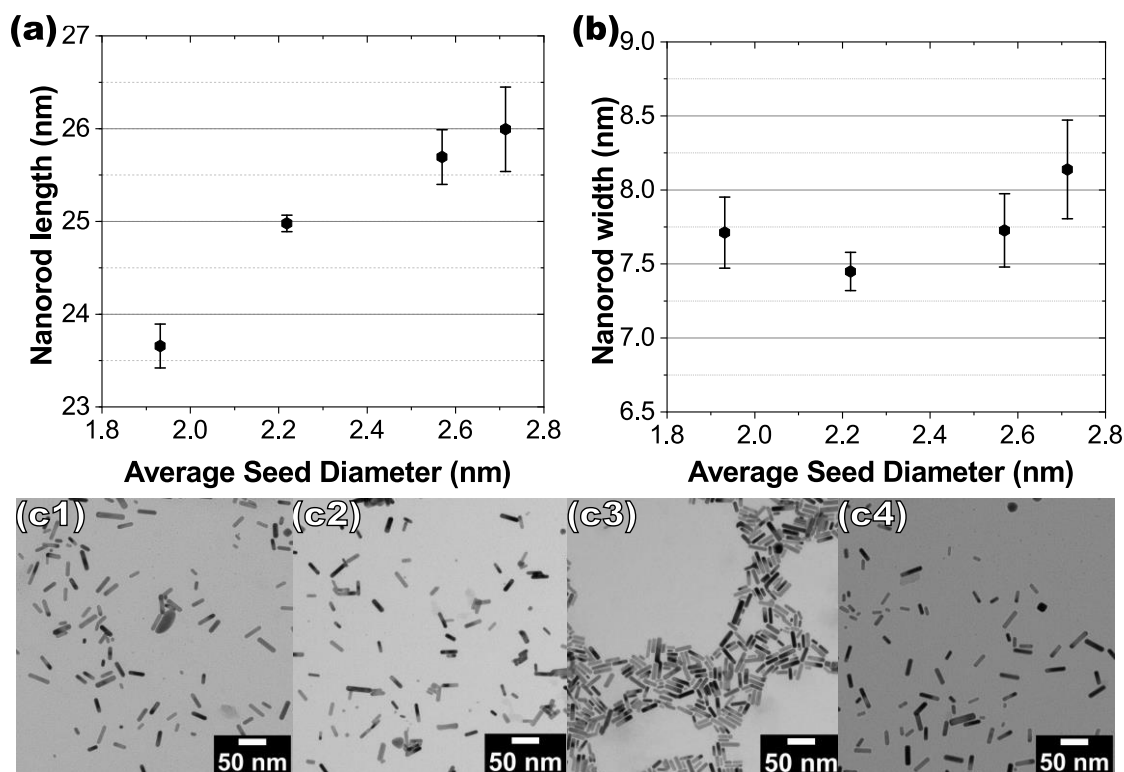 (a)
27
26
25
24
23
Nanorod length (nm)
1.8 2.0 2.2 2.4 2.6 2.8
Average Seed Diameter (nm)
(b)
9.0
8.5
8.0
7.5
7.0
6.5
Nanorod width (nm)
1.8 2.0 2.2 2.4 2.6 2.8
Average Seed Diameter (nm)
(c1) (c2) (c3) (c4)
50 nm 50 nm 50 nm 50 nm